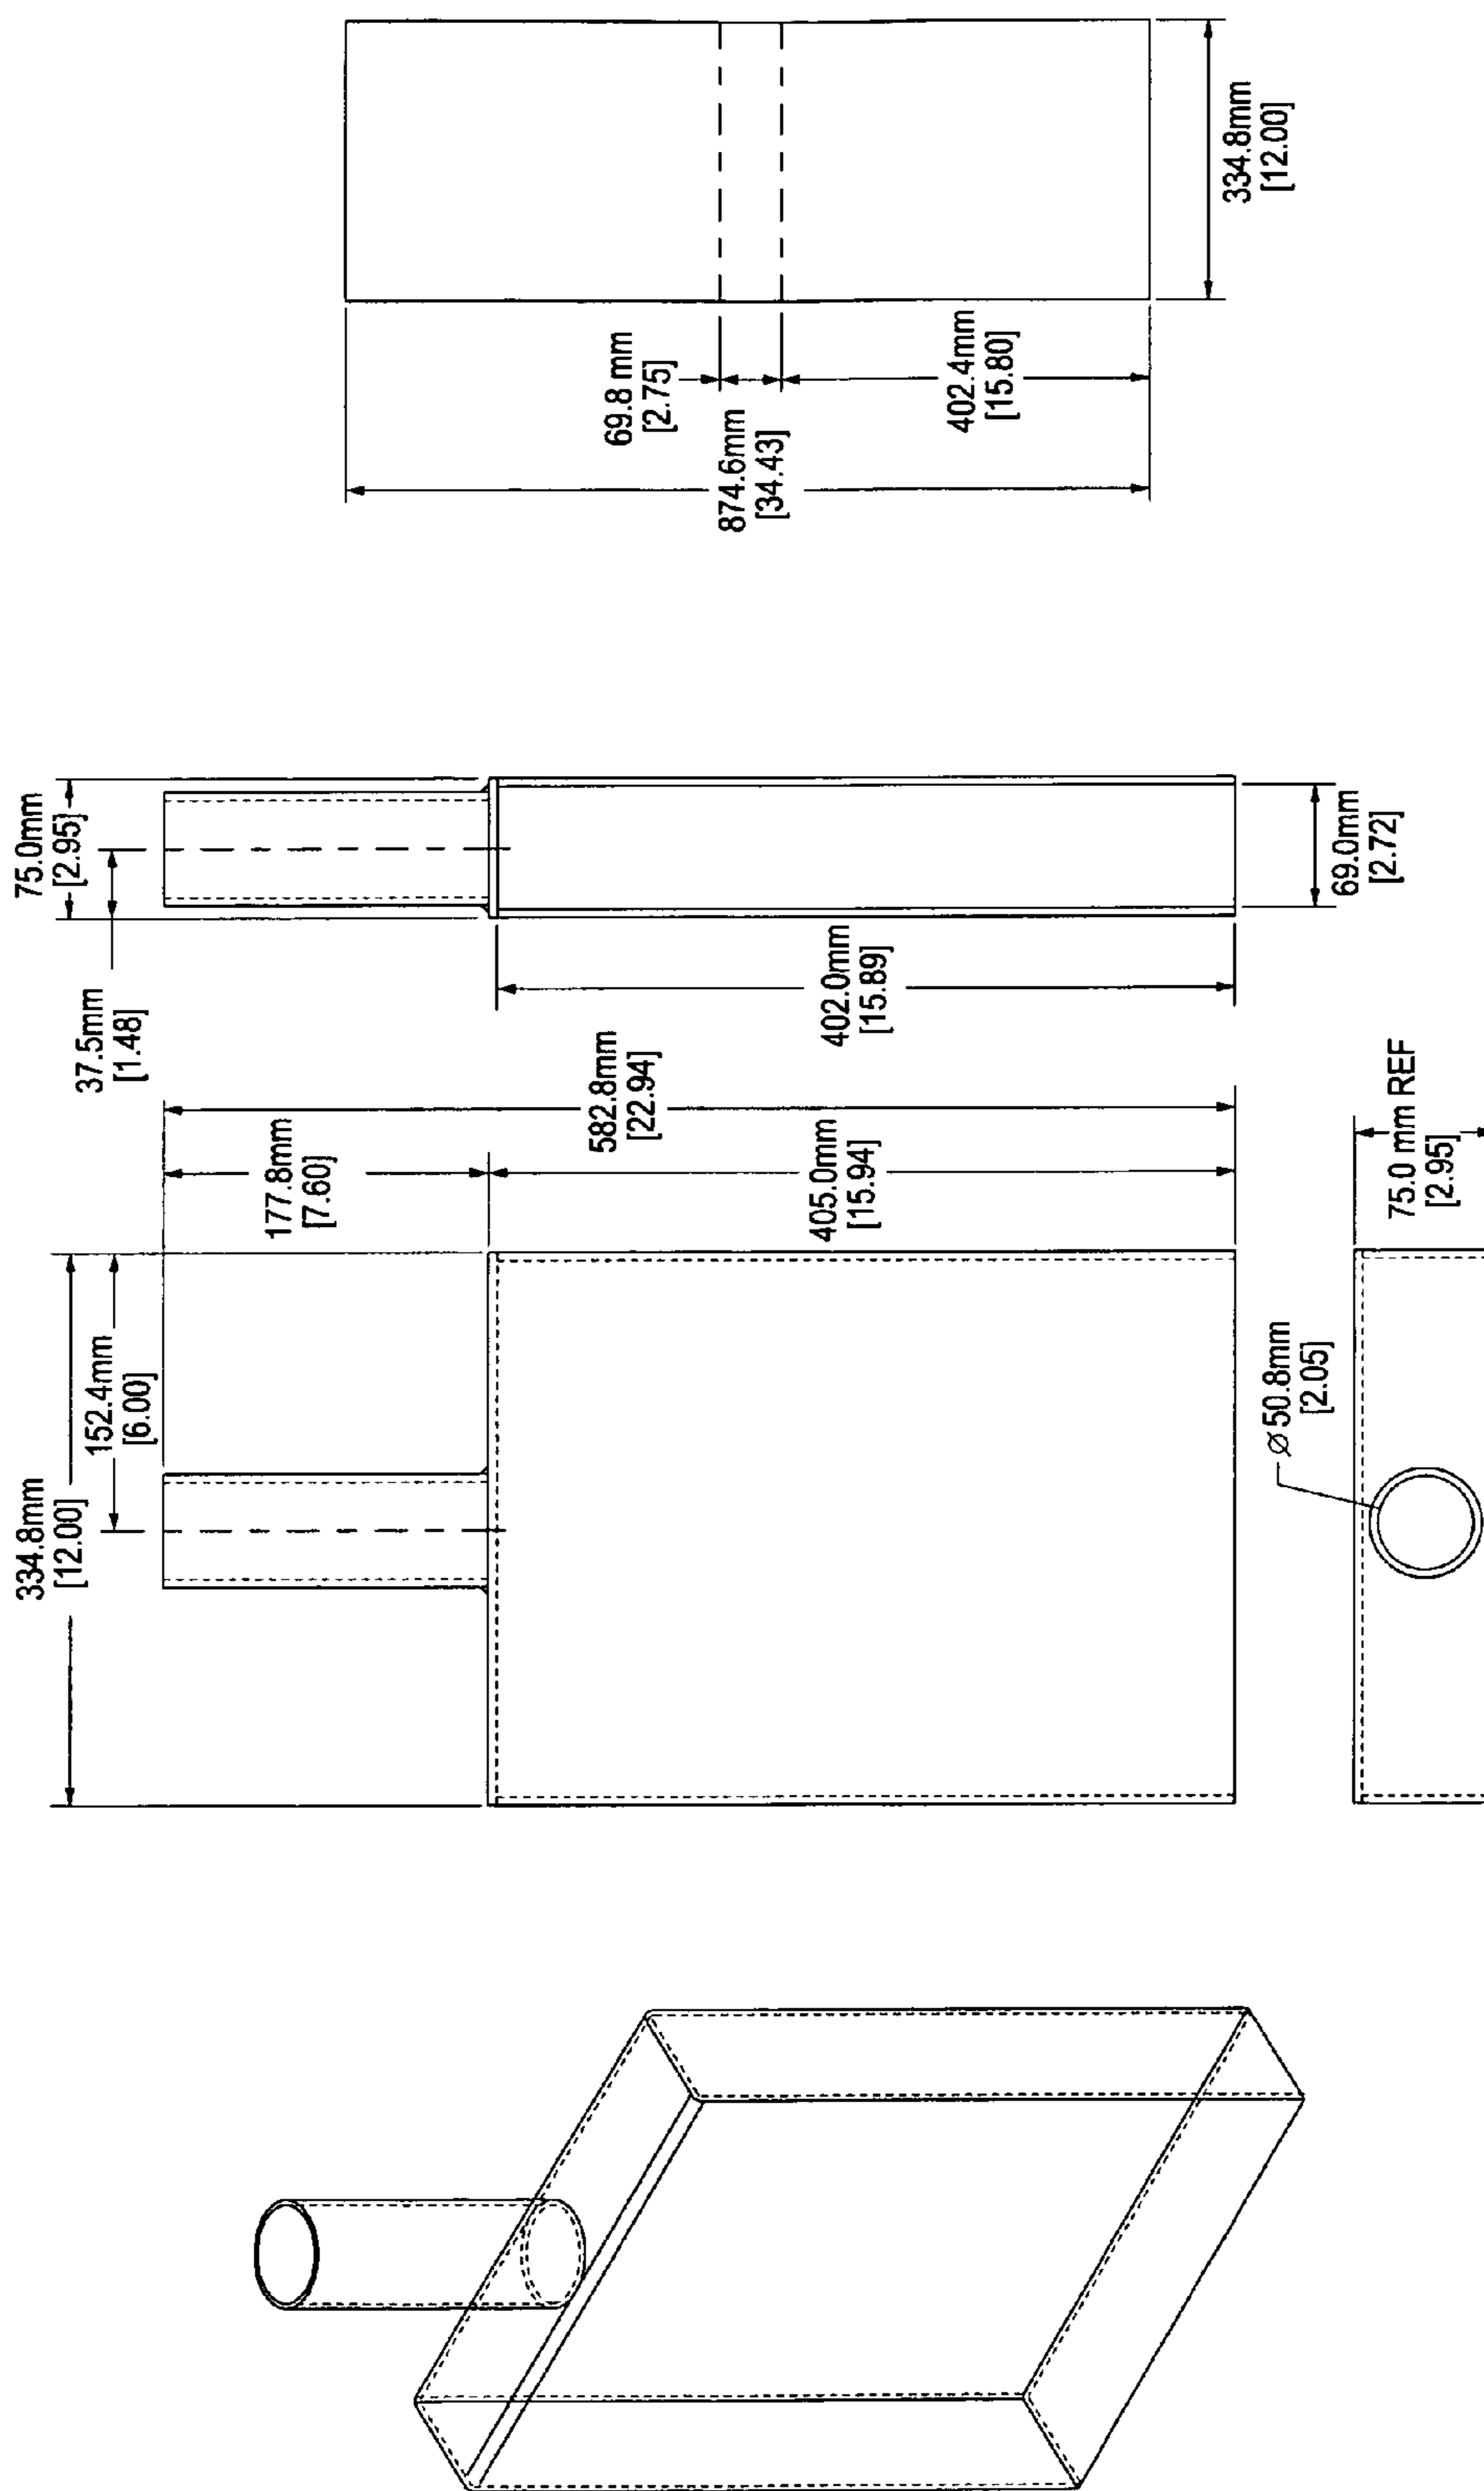 334.8mm
[12.00]
152.4mm
[6.00]
177.8mm
[7.60]
582.8mm
[22.94]
405.0mm
[15.94]
Ø50.8mm
[2.05]
75.0 mm REF
[2.95]
75.0mm
[2.95]
37.5mm
[1.48]
402.0mm
[15.89]
69.0mm
[2.72]
69.8 mm
[2.75]
874.6mm
[34.43]
402.4mm
[15.80]
334.8mm
[12.00]